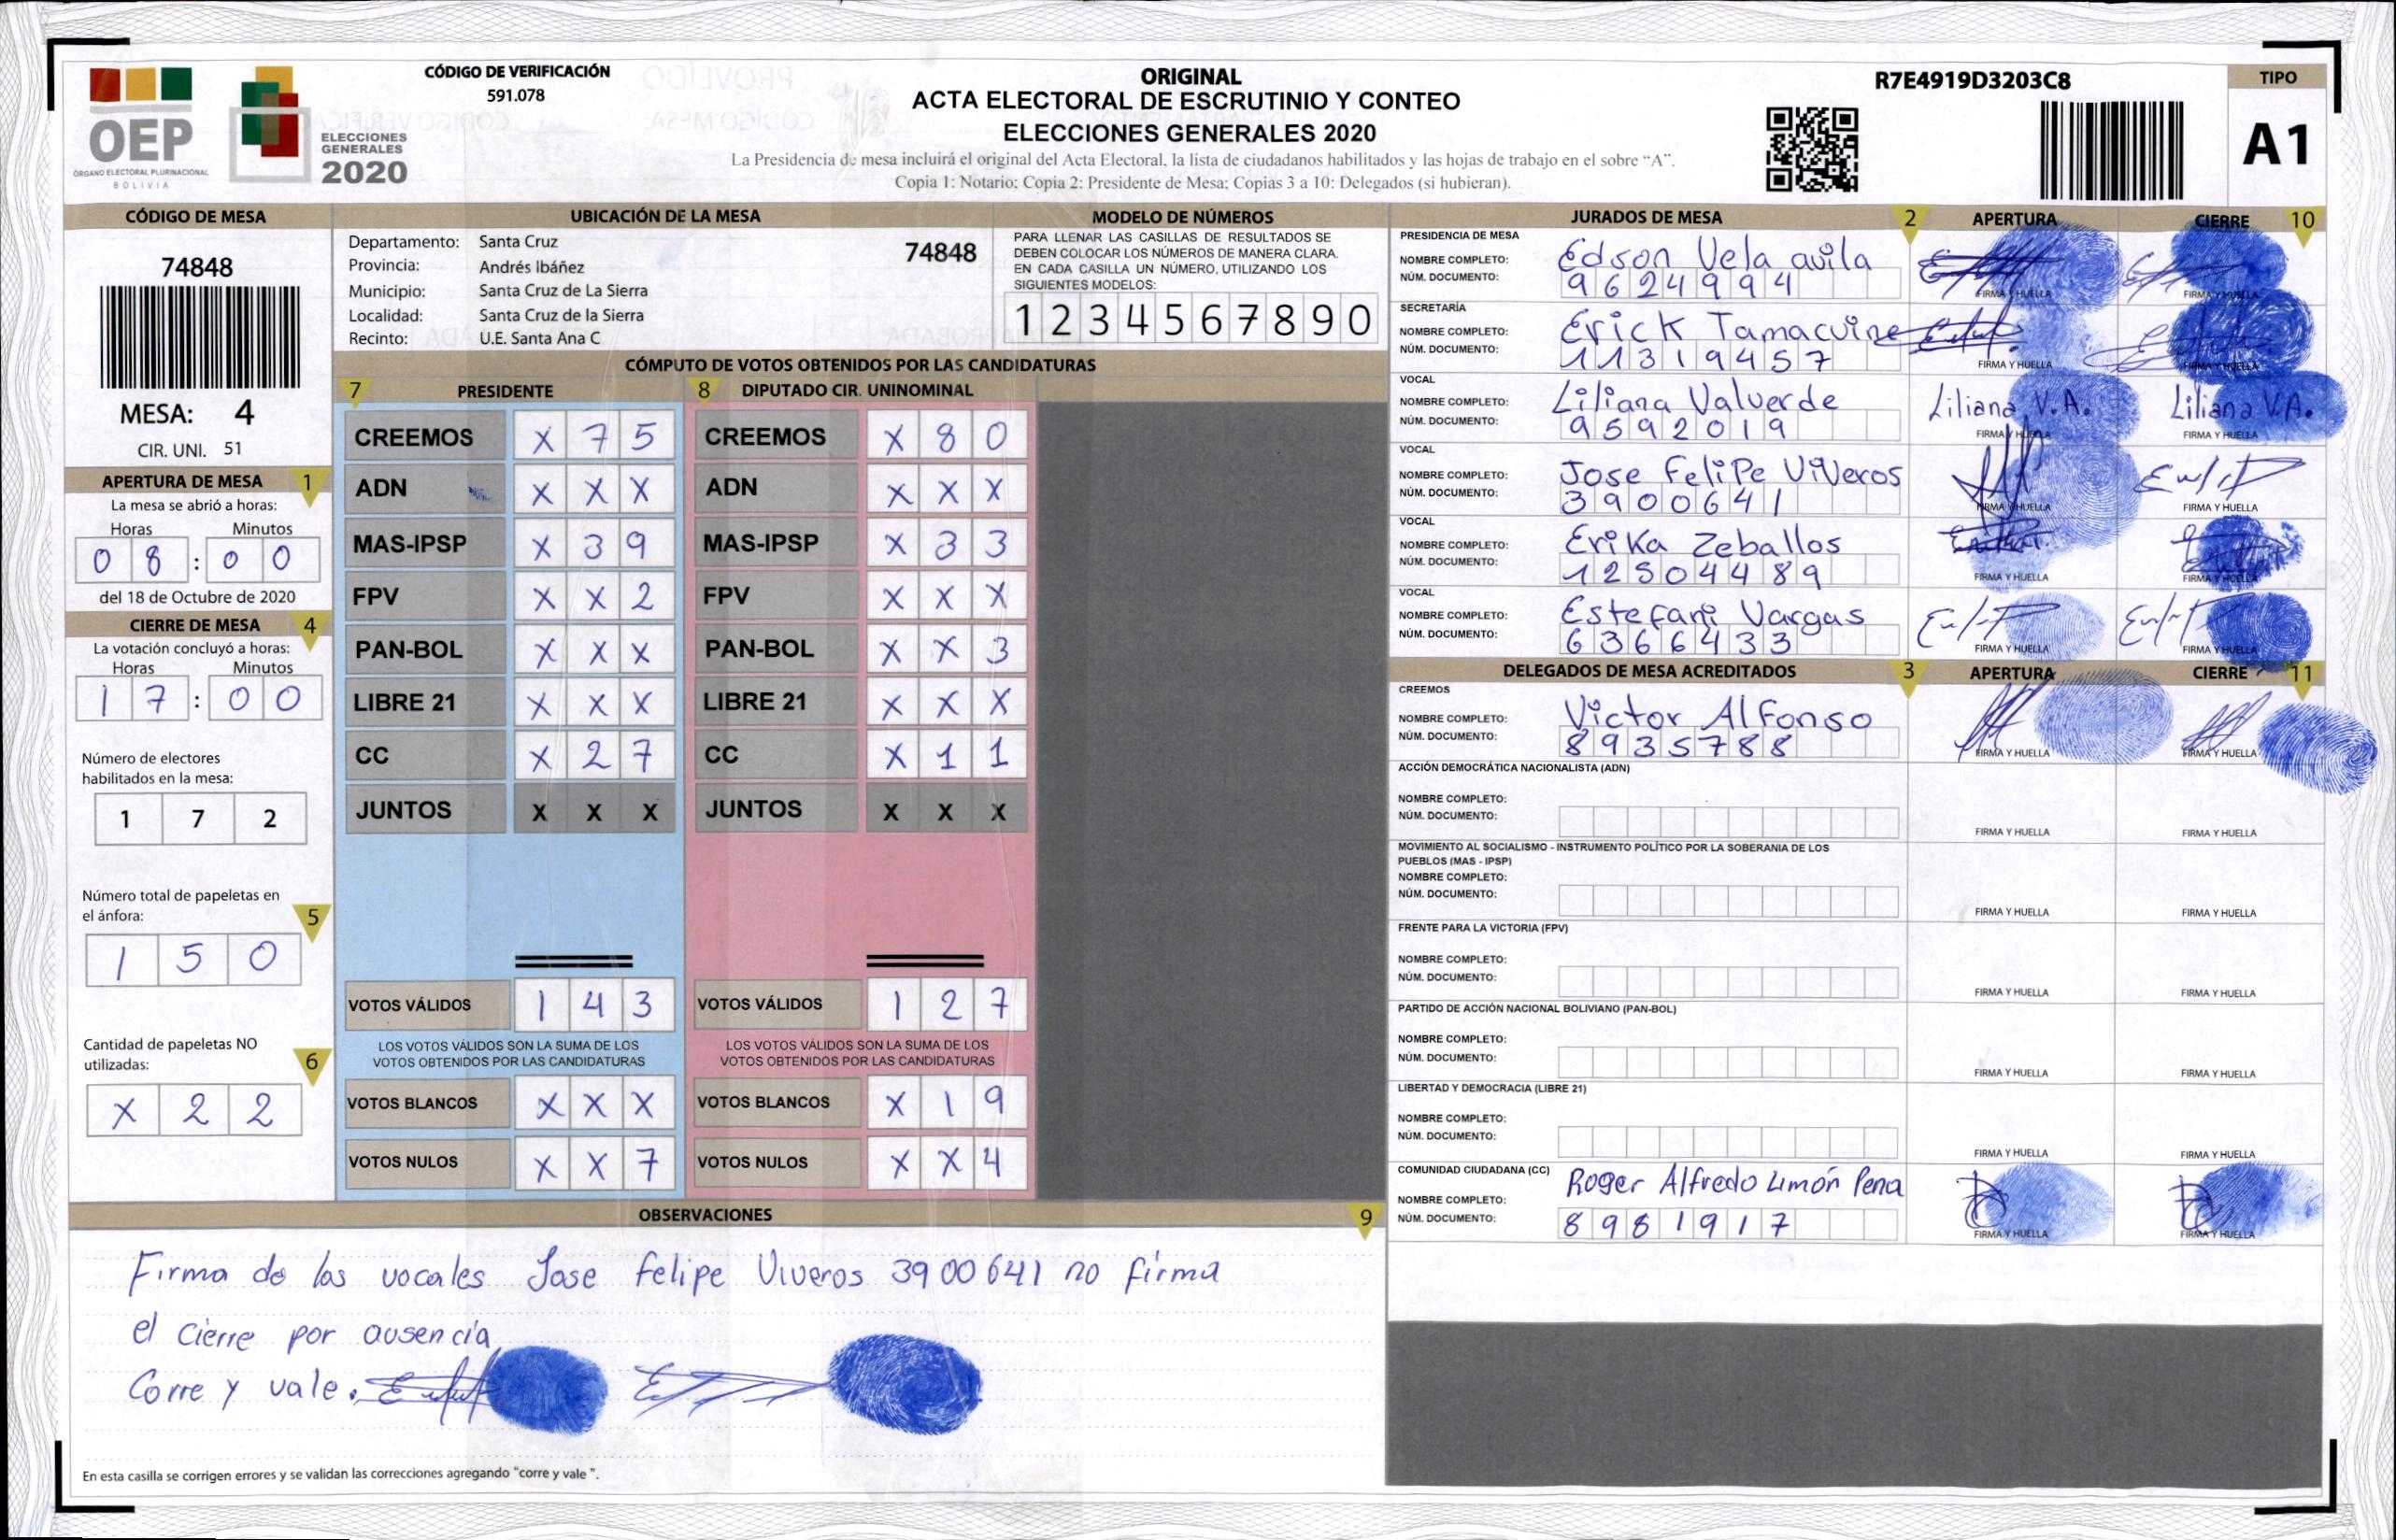 OEP
ÓRGANO ELECTORAL PLURINACIONAL
BOLIVIA
ELECCIONES
GENERALES
2020
CÓDIGO DE VERIFICACIÓN
591.078
ORIGINAL
ACTA ELECTORAL DE ESCRUTINIO Y CONTEO
ELECCIONES GENERALES 2020
La Presidencia de mesa incluirá el original del Acta Electoral, la lista de ciudadanos habilitados y las hojas de trabajo en el sobre “A”.
Copia 1: Notario; Copia 2: Presidente de Mesa; Copias 3 a 10: Delegados (si hubieran).
R7E4919D3203C8
TIPO
A1
CÓDIGO DE MESA
74848
MESA: 4
CIR. UNI. 51
APERTURA DE MESA 1
La mesa se abrió a horas:
Horas Minutos
0 8 : 0 0
del 18 de Octubre de 2020
CIERRE DE MESA 4
La votación concluyó a horas:
Horas Minutos
1 7 : 0 0
Número de electores
habilitados en la mesa:
1 7 2
Número total de papeletas en
el ánfora: 5
1 5 0
Cantidad de papeletas NO
utilizadas: 6
X 2 2
UBICACIÓN DE LA MESA
Departamento: Santa Cruz
74848
Provincia: Andrés Ibáñez
Municipio: Santa Cruz de La Sierra
Localidad: Santa Cruz de la Sierra
Recinto: U.E. Santa Ana C
MODELO DE NÚMEROS
PARA LLENAR LAS CASILLAS DE RESULTADOS SE
DEBEN COLOCAR LOS NÚMEROS DE MANERA CLARA.
EN CADA CASILLA UN NÚMERO, UTILIZANDO LOS
SIGUIENTES MODELOS:
1 2 3 4 5 6 7 8 9 0
CÓMPUTO DE VOTOS OBTENIDOS POR LAS CANDIDATURAS
7 PRESIDENTE 8 DIPUTADO CIR. UNINOMINAL
CREEMOS X 7 5 CREEMOS X 8 0
ADN X X X ADN X X X
MAS-IPSP X 3 9 MAS-IPSP X 3 3
FPV X X 2 FPV X X X
PAN-BOL X X X PAN-BOL X X 3
LIBRE 21 X X X LIBRE 21 X X X
CC X 2 7 CC X 1 1
JUNTOS X X X JUNTOS X X X
VOTOS VÁLIDOS 1 4 3 VOTOS VÁLIDOS 1 2 7
LOS VOTOS VÁLIDOS SON LA SUMA DE LOS LOS VOTOS VÁLIDOS SON LA SUMA DE LOS
VOTOS OBTENIDOS POR LAS CANDIDATURAS VOTOS OBTENIDOS POR LAS CANDIDATURAS
VOTOS BLANCOS X X X VOTOS BLANCOS X 1 9
VOTOS NULOS X X 7 VOTOS NULOS X X 4
OBSERVACIONES 9
Firma de los vocales Jose Felipe Viveros 3900641 no firma
el cierre por ausencia
Corre y vale.
En esta casilla se corrigen errores y se validan las correcciones agregando "corre y vale ".
JURADOS DE MESA 2 APERTURA CIERRE 10
PRESIDENCIA DE MESA
NOMBRE COMPLETO: Edson Vela avila
NÚM. DOCUMENTO: 9624994
FIRMA Y HUELLA FIRMA Y HUELLA
SECRETARÍA
NOMBRE COMPLETO: Erick Tamacuine
NÚM. DOCUMENTO: 11319457
FIRMA Y HUELLA FIRMA Y HUELLA
VOCAL
NOMBRE COMPLETO: Liliana Valverde Liliana V.A. Liliana V.A.
NÚM. DOCUMENTO: 9592019
FIRMA Y HUELLA FIRMA Y HUELLA
VOCAL
NOMBRE COMPLETO: Jose FeliPe ViVeros
NÚM. DOCUMENTO: 3900641
FIRMA Y HUELLA FIRMA Y HUELLA
VOCAL
NOMBRE COMPLETO: Erika Zeballos
NÚM. DOCUMENTO: 12504489
FIRMA Y HUELLA FIRMA Y HUELLA
VOCAL
NOMBRE COMPLETO: Estefani Vargas
NÚM. DOCUMENTO: 6366433
FIRMA Y HUELLA FIRMA Y HUELLA
DELEGADOS DE MESA ACREDITADOS 3 APERTURA CIERRE 11
CREEMOS
NOMBRE COMPLETO: Victor Alfonso
NÚM. DOCUMENTO: 8935788
FIRMA Y HUELLA FIRMA Y HUELLA
ACCIÓN DEMOCRÁTICA NACIONALISTA (ADN)
NOMBRE COMPLETO:
NÚM. DOCUMENTO:
FIRMA Y HUELLA FIRMA Y HUELLA
MOVIMIENTO AL SOCIALISMO - INSTRUMENTO POLÍTICO POR LA SOBERANIA DE LOS
PUEBLOS (MAS - IPSP)
NOMBRE COMPLETO:
NÚM. DOCUMENTO:
FIRMA Y HUELLA FIRMA Y HUELLA
FRENTE PARA LA VICTORIA (FPV)
NOMBRE COMPLETO:
NÚM. DOCUMENTO:
FIRMA Y HUELLA FIRMA Y HUELLA
PARTIDO DE ACCIÓN NACIONAL BOLIVIANO (PAN-BOL)
NOMBRE COMPLETO:
NÚM. DOCUMENTO:
FIRMA Y HUELLA FIRMA Y HUELLA
LIBERTAD Y DEMOCRACIA (LIBRE 21)
NOMBRE COMPLETO:
NÚM. DOCUMENTO:
FIRMA Y HUELLA FIRMA Y HUELLA
COMUNIDAD CIUDADANA (CC)
NOMBRE COMPLETO: Roger Alfredo Limón Pena
NÚM. DOCUMENTO: 8981917
FIRMA Y HUELLA FIRMA Y HUELLA